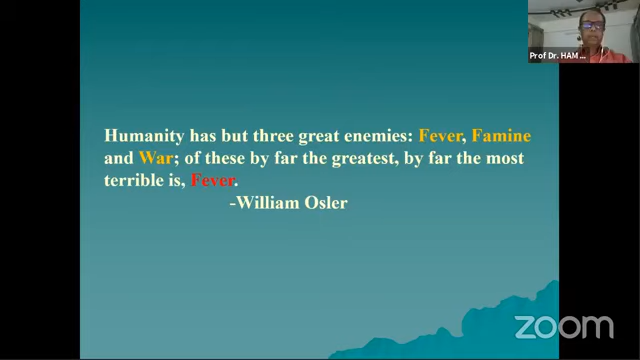 Prof Dr. HAM ...
Humanity has but three great enemies: Fever, Famine
and War; of these by far the greatest, by far the most
terrible is, Fever.
-William Osler
zoom